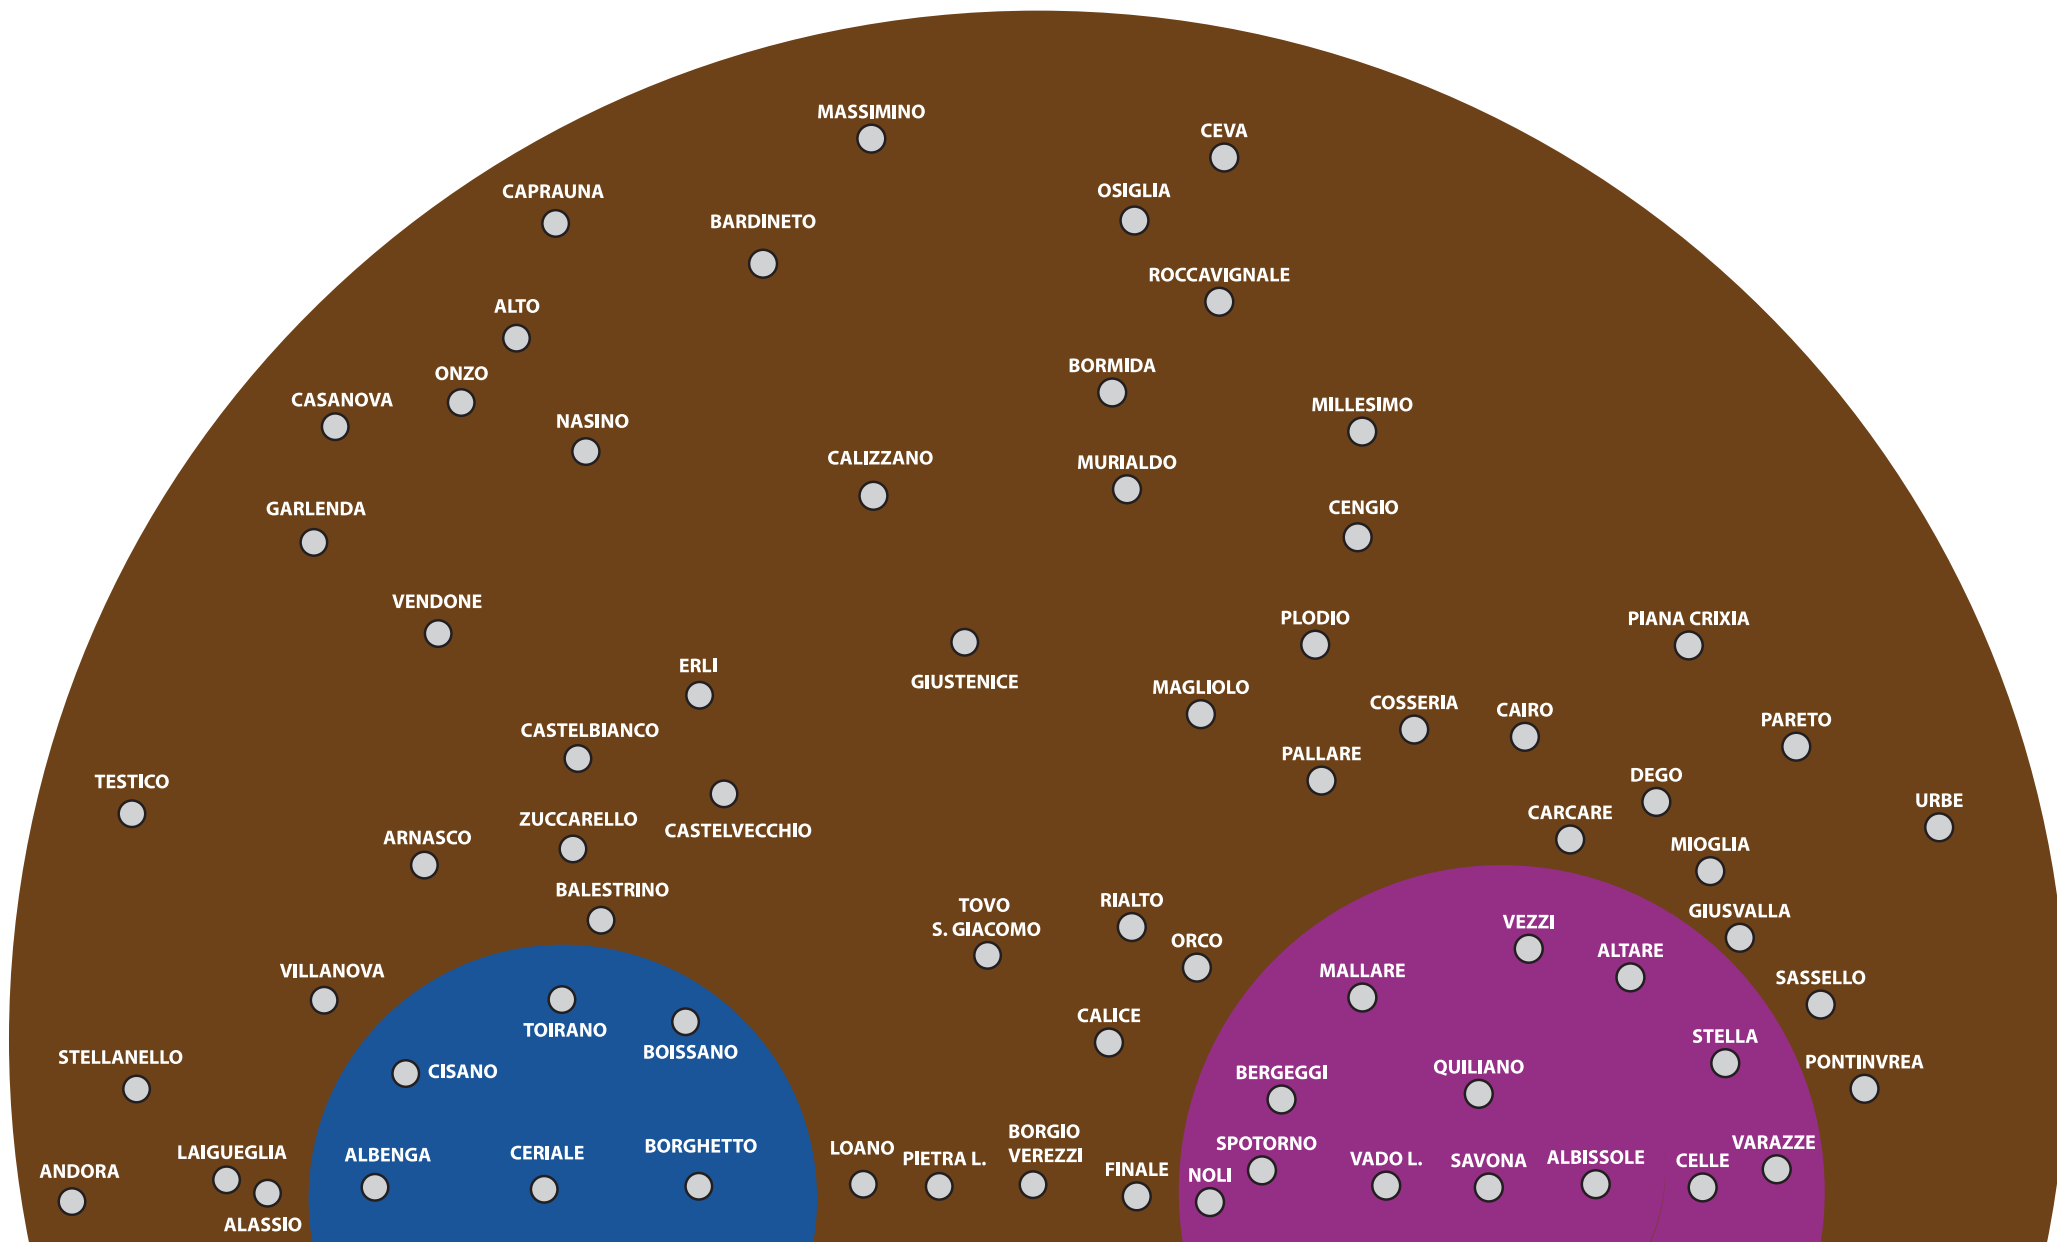 MASSIMINO
CEVA
CAPRAUNA
OSIGLIA
BARDINETO
ROCCAVIGNALE
ALTO
BORMIDA
ONZO
CASANOVA
MILLESIMO
NASINO
CALIZZANO
MURIALDO
GARLENDA
CENGIO
VENDONE
PLODIO
PIANA CRIXIA
ERLI
GIUSTENICE
MAGLIOLO
COSSERIA
CAIRO
PARETO
CASTELBIANCO
PALLARE
DEGO
TESTICO
URBE
CARCARE
ZUCCARELLO
CASTELVECCHIO
ARNASCO
MIOGLIA
BALESTRINO
RIALTO
TOVO
S. GIACOMO
GIUSVALLA
VEZZI
ORCO
ALTARE
VILLANOVA
MALLARE
SASSELLO
CALICE
TOIRANO
STELLA
BOISSANO
STELLANELLO
PONTINVREA
QUILIANO
CISANO
BERGEGGI
BORGIO
VEREZZI
VARAZZE
SPOTORNO
BORGHETTO
LOANO
LAIGUEGLIA
CERIALE
ALBENGA
ALBISSOLE
PIETRA L.
VADO L.
SAVONA
CELLE
FINALE
ANDORA
NOLI
ALASSIO